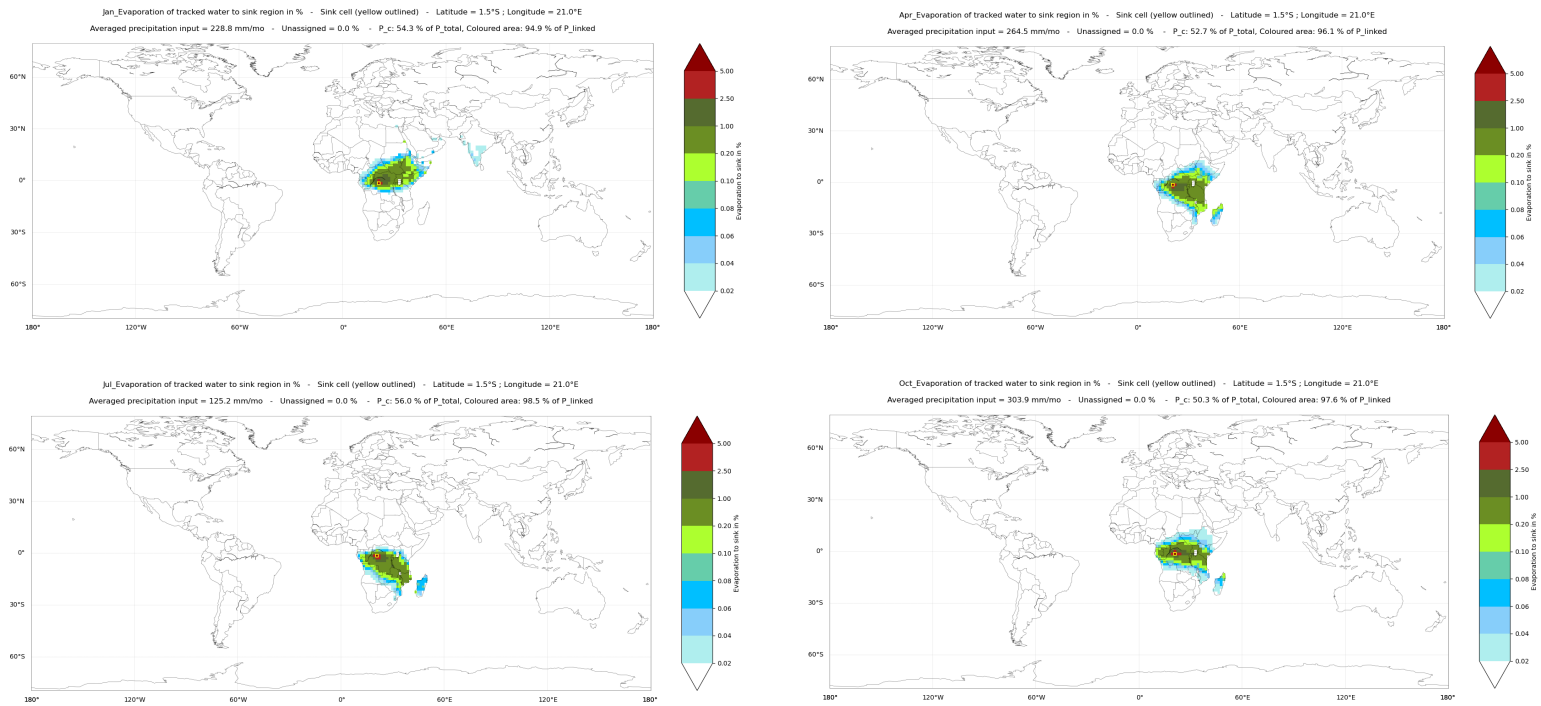 Jan_Evaporation of tracked water to sink region in % - Sink cell (yellow outlined) - Latitude = 1.5°S ; Longitude = 21.0°E
Averaged precipitation input = 228.8 mm/mo - Unassigned = 0.0 % - P_c: 54.3 % of P_total, Coloured area: 94.9 % of P_linked
60°N
30°N
0°
30°S
60°S
180°
120°W
60°W
0°
60°E
120°E
180°
5.00
2.50
1.00
0.20
0.10
0.08
0.06
0.04
0.02
Evaporation to sink in %
Apr_Evaporation of tracked water to sink region in % - Sink cell (yellow outlined) - Latitude = 1.5°S ; Longitude = 21.0°E
Averaged precipitation input = 264.5 mm/mo - Unassigned = 0.0 % - P_c: 52.7 % of P_total, Coloured area: 96.1 % of P_linked
60°N
30°N
0°
30°S
60°S
180°
120°W
60°W
0°
60°E
120°E
180°
5.00
2.50
1.00
0.20
0.10
0.08
0.06
0.04
0.02
Evaporation to sink in %
Jul_Evaporation of tracked water to sink region in % - Sink cell (yellow outlined) - Latitude = 1.5°S ; Longitude = 21.0°E
Averaged precipitation input = 125.2 mm/mo - Unassigned = 0.0 % - P_c: 56.0 % of P_total, Coloured area: 98.5 % of P_linked
60°N
30°N
0°
30°S
60°S
180°
120°W
60°W
0°
60°E
120°E
180°
5.00
2.50
1.00
0.20
0.10
0.08
0.06
0.04
0.02
Evaporation to sink in %
Oct_Evaporation of tracked water to sink region in % - Sink cell (yellow outlined) - Latitude = 1.5°S ; Longitude = 21.0°E
Averaged precipitation input = 303.9 mm/mo - Unassigned = 0.0 % - P_c: 50.3 % of P_total, Coloured area: 97.6 % of P_linked
60°N
30°N
0°
30°S
60°S
180°
120°W
60°W
0°
60°E
120°E
180°
5.00
2.50
1.00
0.20
0.10
0.08
0.06
0.04
0.02
Evaporation to sink in %